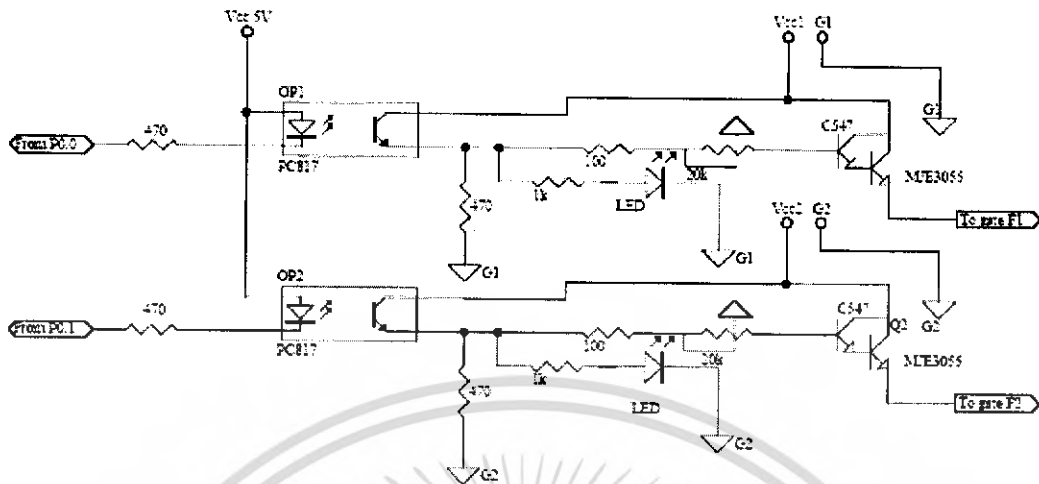 Vcc 5V
Vcc1
G1
OP1
G1
From P0.0
470
PC817
C547
100
20k
MJE3055
1k
LED
470
To gate F1
Vcc2
G2
G1
G1
OP2
From P0.1
470
PC817
C547
Q2
G2
100
20k
MJE3055
1k
470
LED
To gate F2
G2
G2